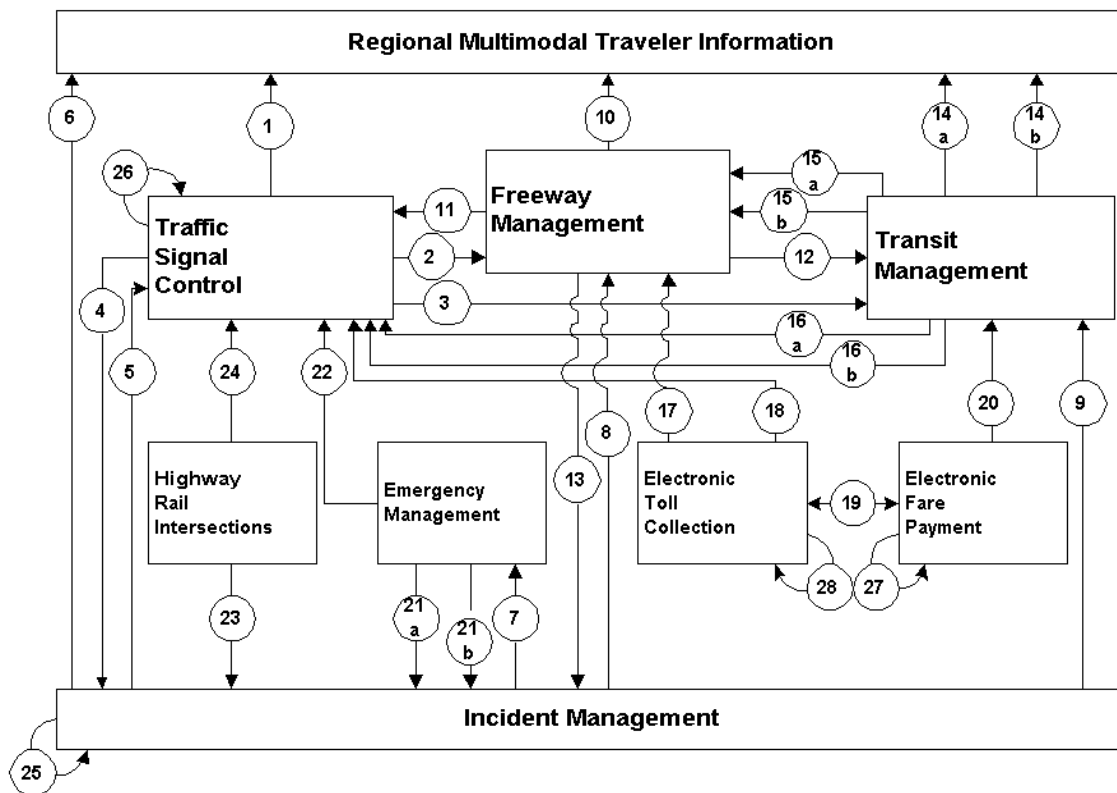 Regional Multimodal Traveler Information
6
1
10
14
a
14
b
26
15
a
Freeway
Management
15
b
11
Traffic
Signal
Control
Transit
Management
2
12
4
3
5
24
22
16
a
16
b
17
18
8
20
9
13
Highway
Rail
Intersections
Emergency
Management
Electronic
Toll
Collection
19
Electronic
Fare
Payment
28
27
23
21
a
21
b
7
Incident Management
25